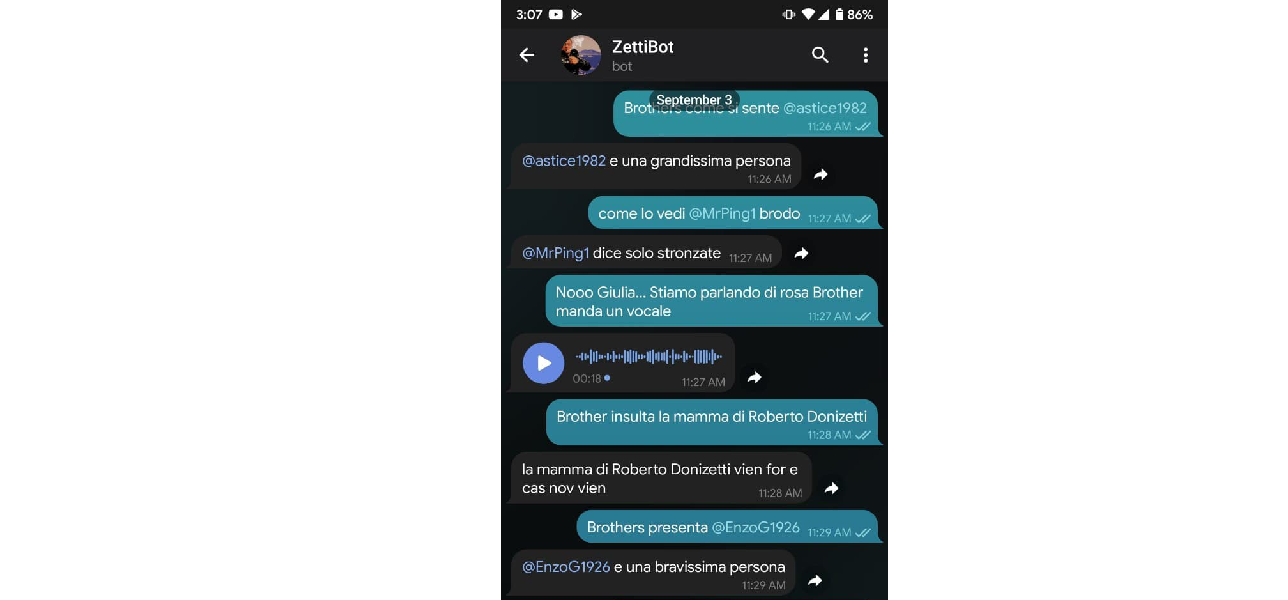 3:07 86%
ZettiBot
bot
September 3
Brothers come si sente @astice1982
11:26 AM
@astice1982 e una grandissima persona
11:26 AM
come lo vedi @MrPing1 brodo 11:27 AM
@MrPing1 dice solo stronzate 11:27 AM
Nooo Giulia... Stiamo parlando di rosa Brother
manda un vocale 11:27 AM
00:18 11:27 AM
Brother insulta la mamma di Roberto Donizetti
11:28 AM
la mamma di Roberto Donizetti vien for e
cas nov vien 11:28 AM
Brothers presenta @EnzoG1926 11:29 AM
@EnzoG1926 e una bravissima persona
11:29 AM